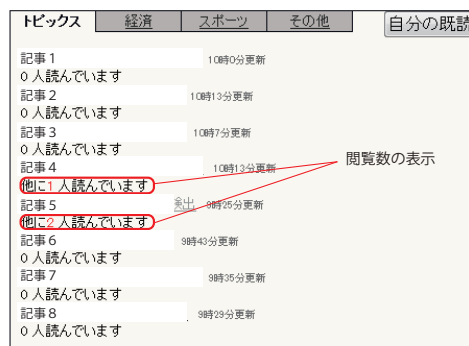 トピックス 経済 スポーツ その他 自分の既読
記事1 10時0分更新
0 人読んでいます
記事2 10時13分更新
0 人読んでいます
記事3 10時7分更新
0 人読んでいます
記事4 10時13分更新
他に1 人読んでいます
閲覧数の表示
記事5 9時25分更新
他に2 人読んでいます
記事6 9時43分更新
0 人読んでいます
記事7 9時35分更新
0 人読んでいます
記事8 9時29分更新
0 人読んでいます